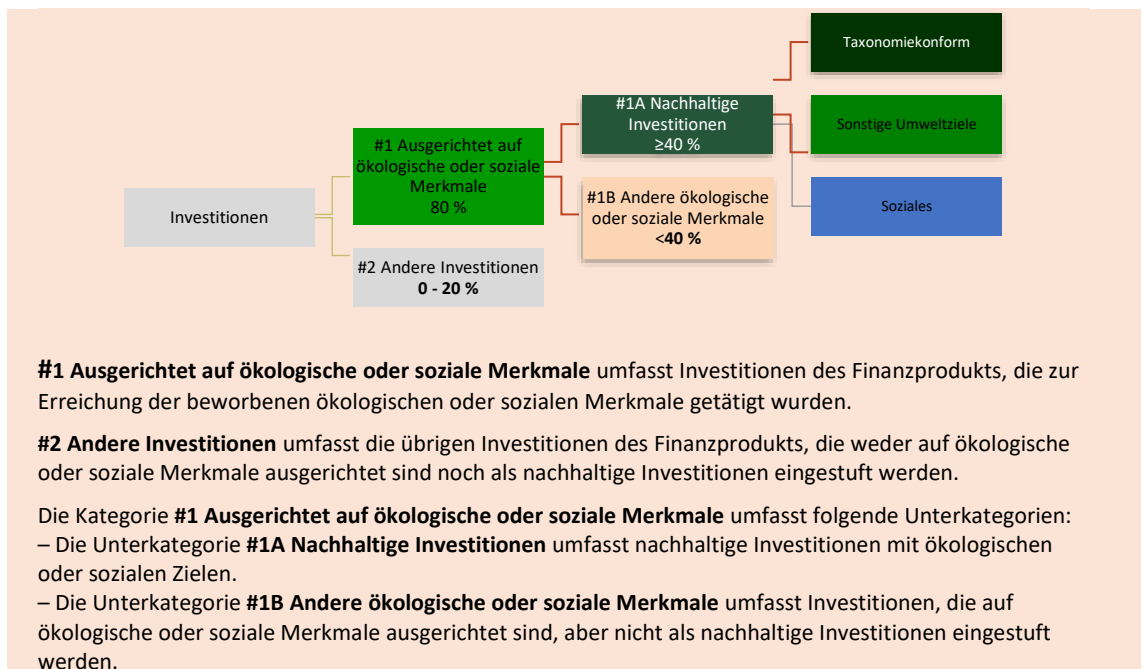 Taxonomiekonform
#1A Nachhaltige
Investitionen
≥40 %
Sonstige Umweltziele
#1 Ausgerichtet auf
ökologische oder soziale
Merkmale
80 %
#1B Andere ökologische
oder soziale Merkmale
<40 %
Soziales
Investitionen
#2 Andere Investitionen
0 - 20 %
#1 Ausgerichtet auf ökologische oder soziale Merkmale umfasst Investitionen des Finanzprodukts, die zur
Erreichung der beworbenen ökologischen oder sozialen Merkmale getätigt wurden.
#2 Andere Investitionen umfasst die übrigen Investitionen des Finanzprodukts, die weder auf ökologische
oder soziale Merkmale ausgerichtet sind noch als nachhaltige Investitionen eingestuft werden.
Die Kategorie #1 Ausgerichtet auf ökologische oder soziale Merkmale umfasst folgende Unterkategorien:
– Die Unterkategorie #1A Nachhaltige Investitionen umfasst nachhaltige Investitionen mit ökologischen
oder sozialen Zielen.
– Die Unterkategorie #1B Andere ökologische oder soziale Merkmale umfasst Investitionen, die auf
ökologische oder soziale Merkmale ausgerichtet sind, aber nicht als nachhaltige Investitionen eingestuft
werden.